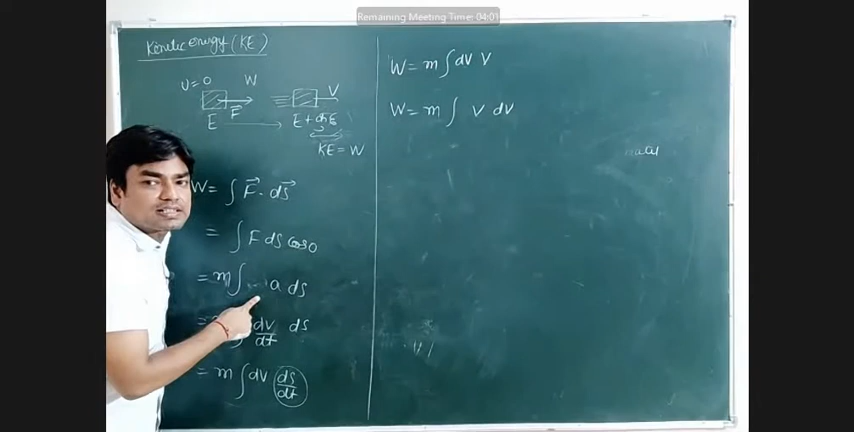 Remaining Meeting Time: 04:01
Kinetic energy (KE)
U=0 W V
F
E
KE = W
W= ∫ F⃗ . ds⃗
= ∫ F ds cos0
= m ∫ a ds
dv/dt ds
= m ∫ dv ds/dt
W= m ∫ dv v
W= m ∫ v dv